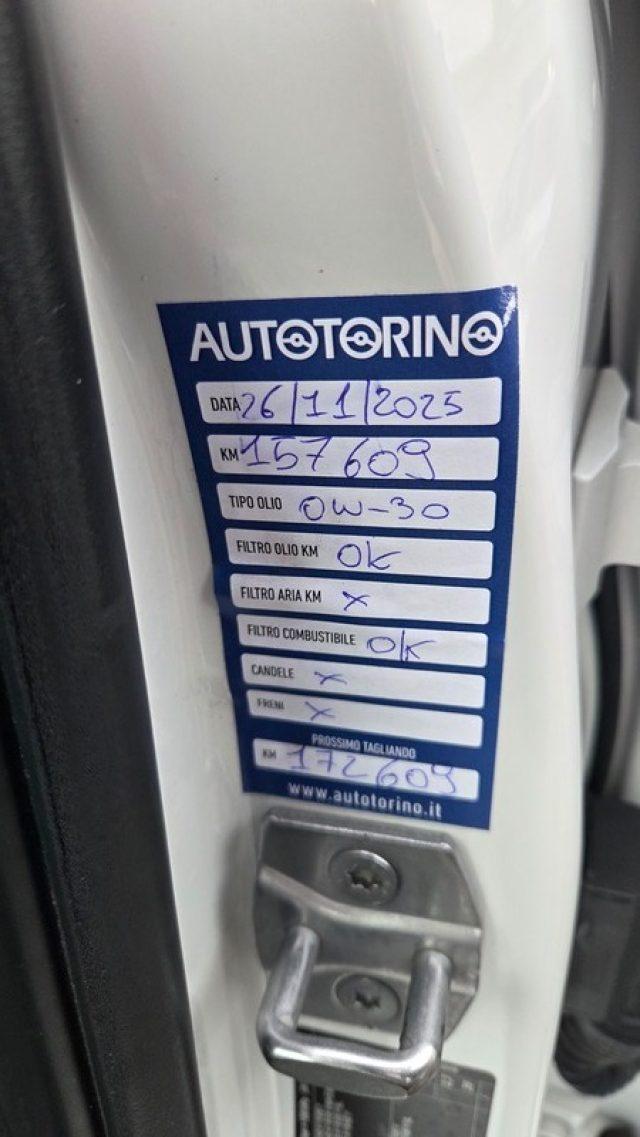 AUTOTORINO
DATA 26/11/2025
KM 157609
TIPO OLIO 0W-30
FILTRO OLIO KM OK
FILTRO ARIA KM X
FILTRO COMBUSTIBILE OK
CANDELE X
FRENI X
PROSSIMO TAGLIANDO
KM 172609
www.autotorino.it